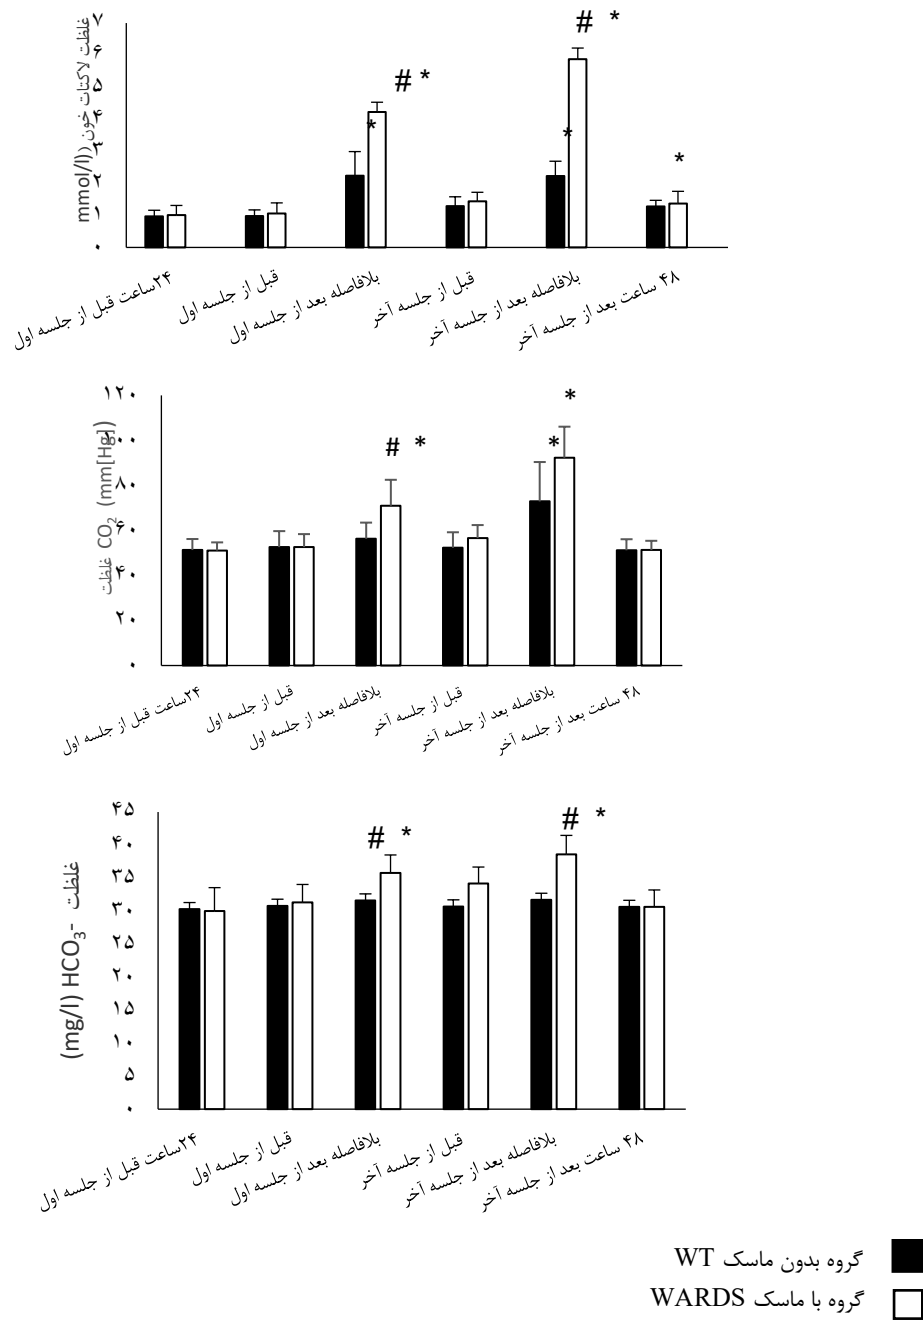 غلظت لاکتات خون (mmol/l)
۷
۶
۵
۴
۳
۲
۱
۰
# *
*
# *
*
*
۲۴ساعت قبل از جلسه اول
قبل از جلسه اول
بلافاصله بعد از جلسه اول
قبل از جلسه آخر
بلافاصله بعد از جلسه آخر
۴۸ ساعت بعد از جلسه آخر
غلظت CO2 (mm[Hg])
۱۲۰
۱۰۰
۸۰
۶۰
۴۰
۲۰
۰
# *
*
*
۲۴ساعت قبل از جلسه اول
قبل از جلسه اول
بلافاصله بعد از جلسه اول
قبل از جلسه آخر
بلافاصله بعد از جلسه آخر
۴۸ ساعت بعد از جلسه آخر
غلظت HCO3- (mg/l)
۴۵
۴۰
۳۵
۳۰
۲۵
۲۰
۱۵
۱۰
۵
۰
# *
# *
۲۴ساعت قبل از جلسه اول
قبل از جلسه اول
بلافاصله بعد از جلسه اول
قبل از جلسه آخر
بلافاصله بعد از جلسه آخر
۴۸ ساعت بعد از جلسه آخر
گروه بدون ماسک WT
گروه با ماسک WARDS